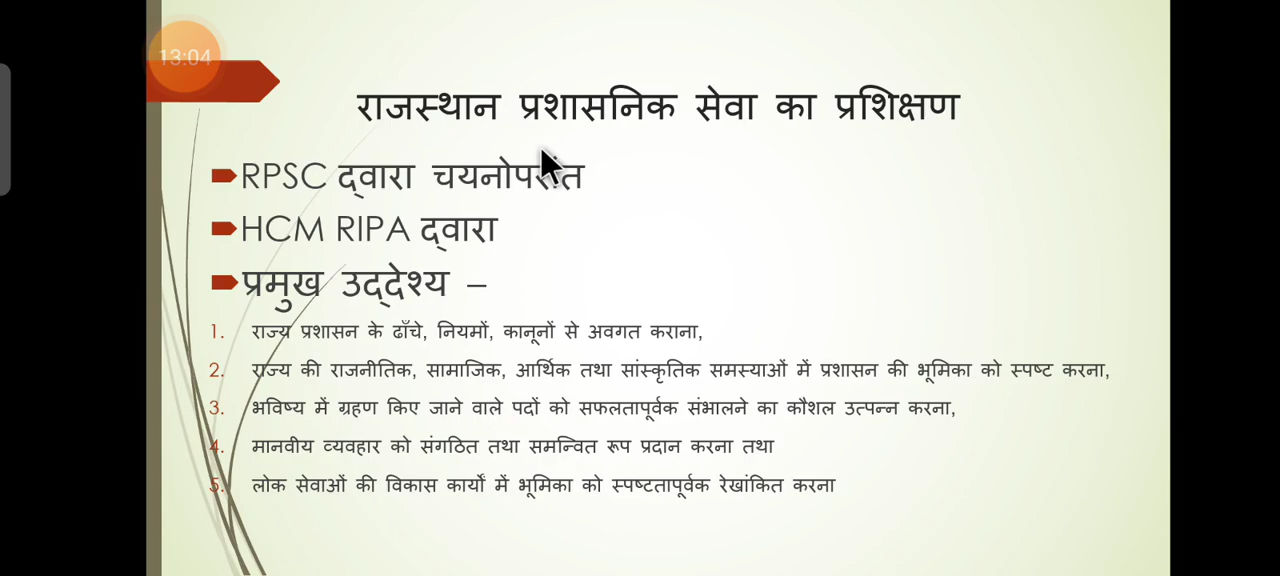 13:04
राजस्थान प्रशासनिक सेवा का प्रशिक्षण
RPSC द्वारा चयनोपरांत
HCM RIPA द्वारा
प्रमुख उद्देश्य –
1. राज्य प्रशासन के ढाँचे, नियमों, कानूनों से अवगत कराना,
2. राज्य की राजनीतिक, सामाजिक, आर्थिक तथा सांस्कृतिक समस्याओं में प्रशासन की भूमिका को स्पष्ट करना,
3. भविष्य में ग्रहण किए जाने वाले पदों को सफलतापूर्वक संभालने का कौशल उत्पन्न करना,
4. मानवीय व्यवहार को संगठित तथा समन्वित रूप प्रदान करना तथा
5. लोक सेवाओं की विकास कार्यों में भूमिका को स्पष्टतापूर्वक रेखांकित करना